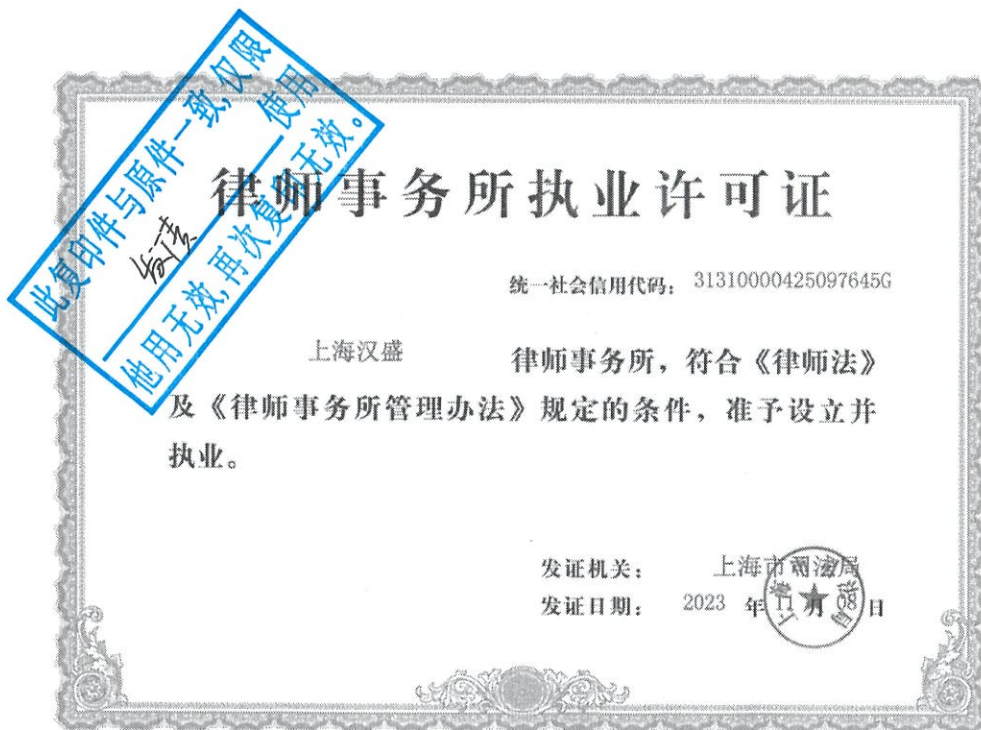 此复印件与原件一致,仅限
发债 使用
他用无效,再次复印无效。
律师事务所执业许可证
统一社会信用代码: 31310000425097645G
上海汉盛 律师事务所, 符合《律师法》
及《律师事务所管理办法》规定的条件, 准予设立并
执业。
发证机关: 上海市司法局
发证日期: 2023 年 11 月 08 日